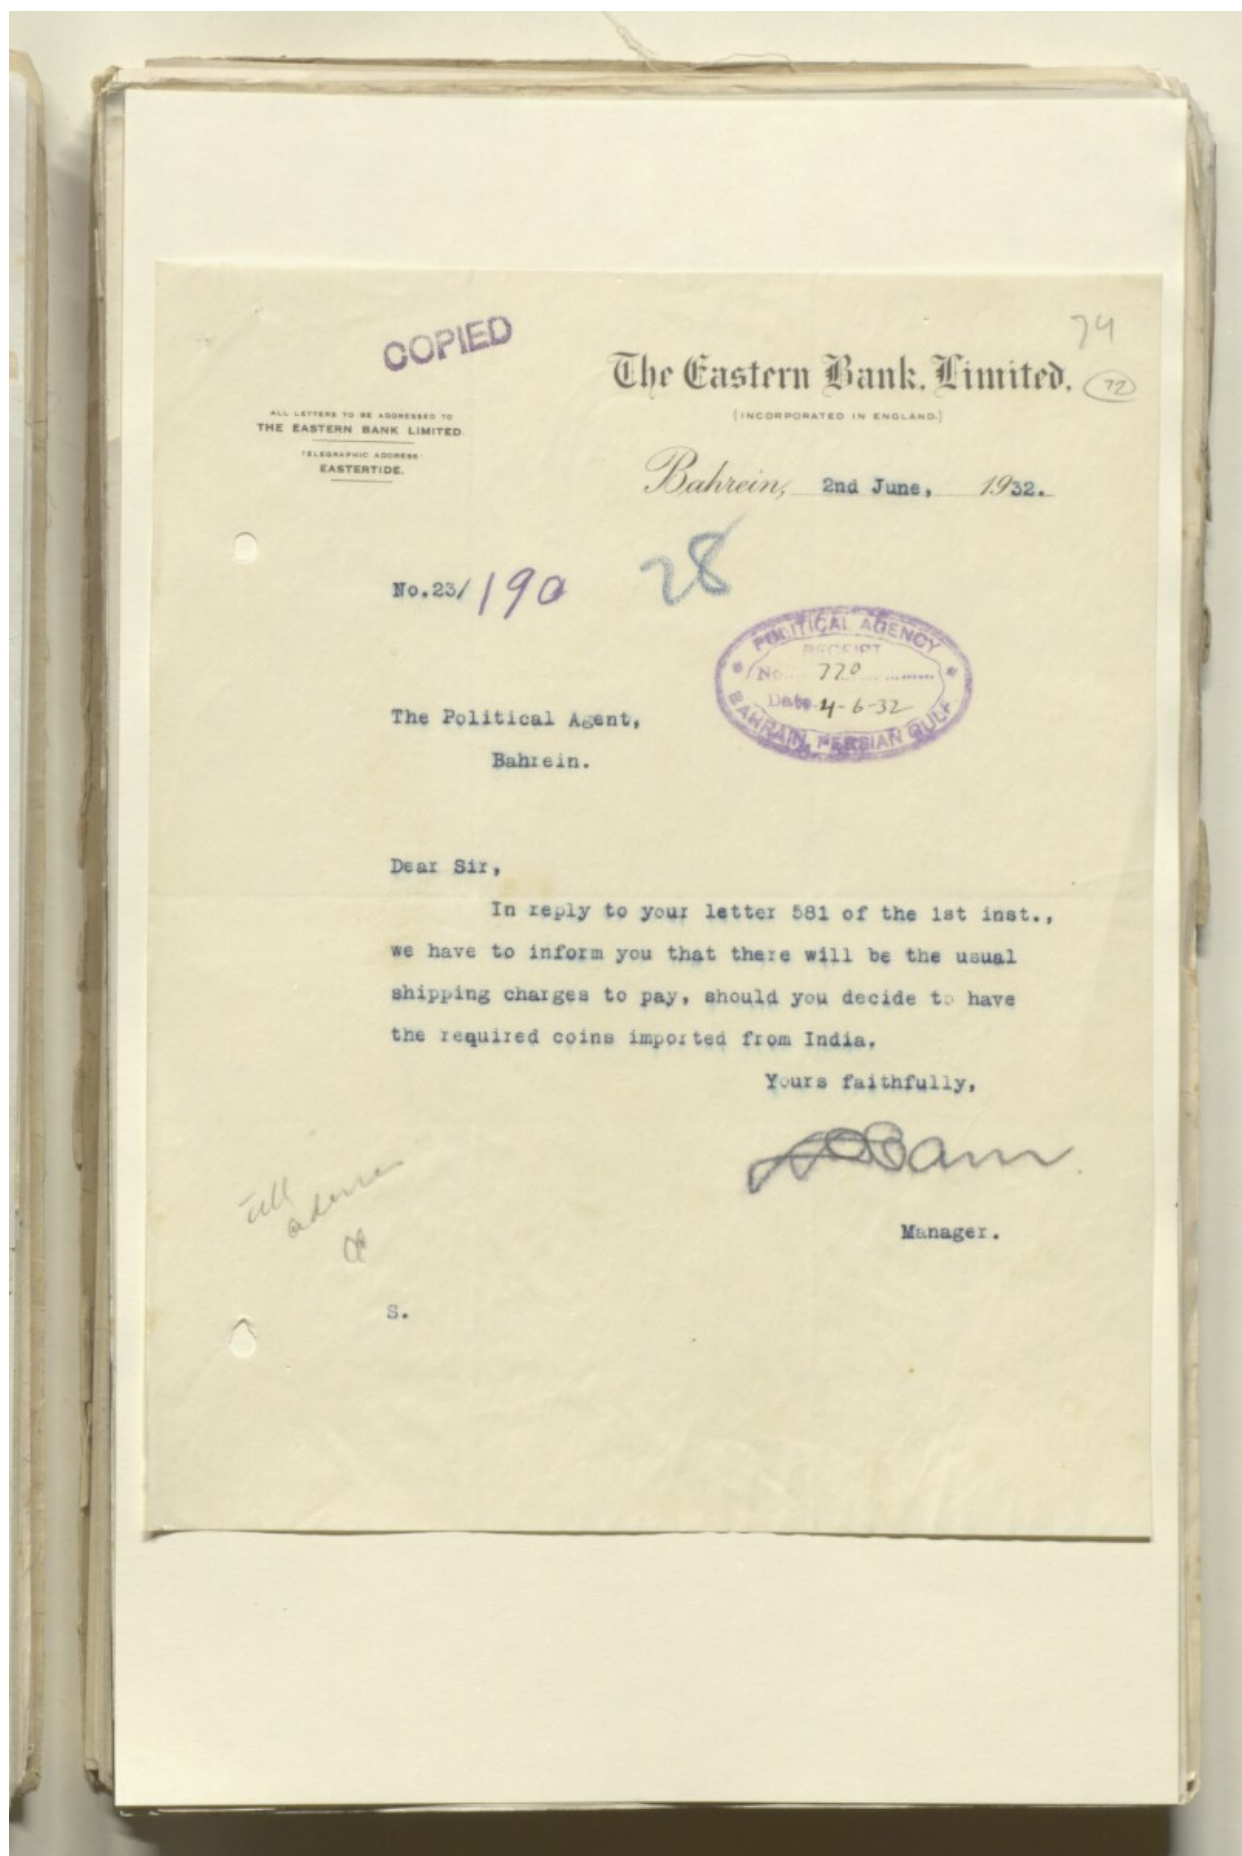 COPIED
74
The Eastern Bank, Limited,
72
(INCORPORATED IN ENGLAND.)
ALL LETTERS TO BE ADDRESSED TO
THE EASTERN BANK LIMITED.
TELEGRAPHIC ADDRESS
EASTERTIDE.
Bahrein, 2nd June, 1932.
28
No.23/190
POLITICAL AGENCY
RECEIPT
No. 770
Date 4-6-32
BAHRAIN, PERSIAN GULF
The Political Agent,
Bahrein.
Dear Sir,
In reply to your letter 581 of the 1st inst.,
we have to inform you that there will be the usual
shipping charges to pay, should you decide to have
the required coins imported from India.
Yours faithfully,
Manager.
S.